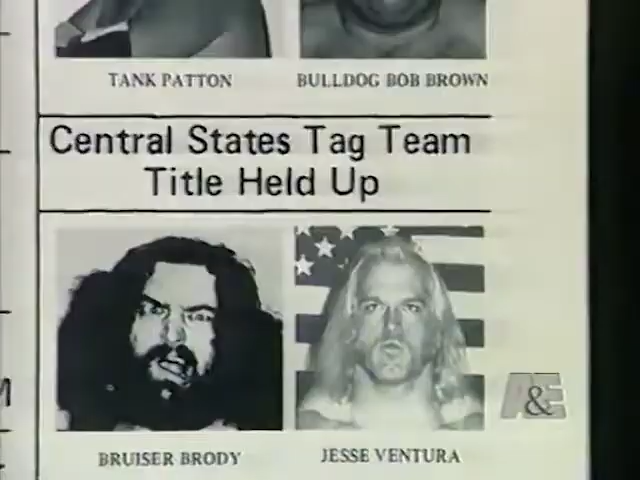 TANK PATTON
BULLDOG BOB BROWN
Central States Tag Team
Title Held Up
BRUISER BRODY
JESSE VENTURA
A&E